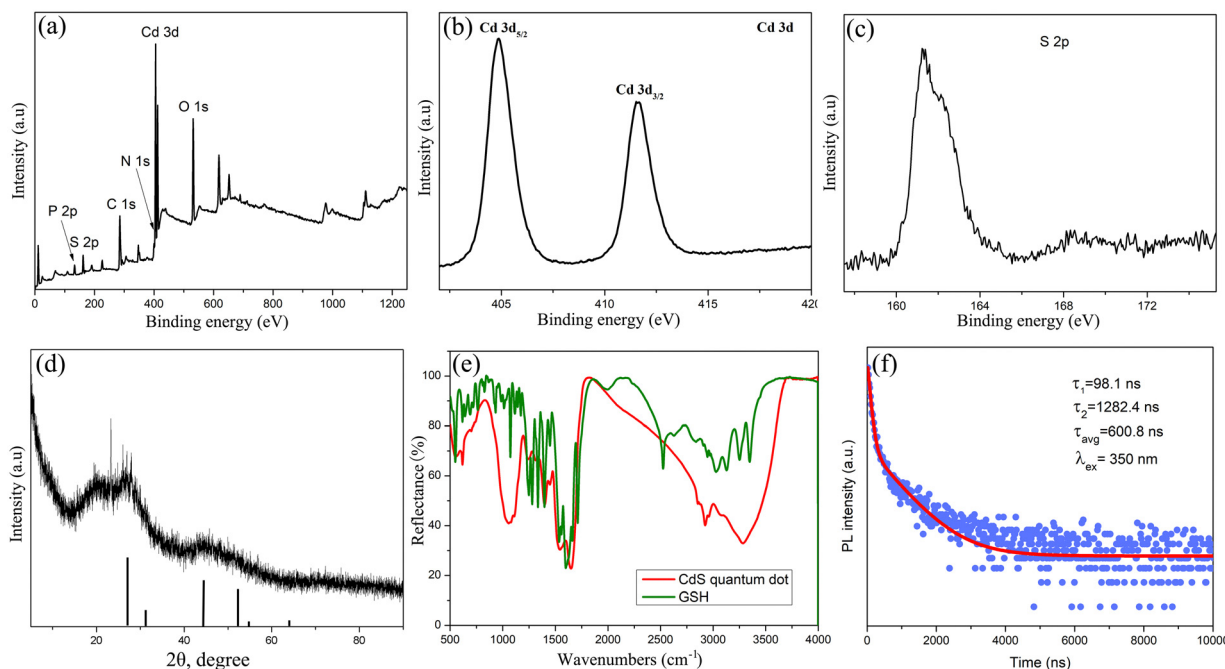 (a)
Cd 3d
O 1s
N 1s
C 1s
P 2p
S 2p
Intensity (a.u)
0 200 400 600 800 1000 1200
Binding energy (eV)
(b)
Cd 3d5/2
Cd 3d
Cd 3d3/2
Intensity (a.u)
405 410 415 420
Binding energy (eV)
(c)
S 2p
Intensity (a.u)
160 164 168 172
Binding energy (eV)
(d)
Intensity (a.u)
20 40 60 80
2θ, degree
(e)
100
80
60
40
20
0
Reflectance (%)
CdS quantum dot
GSH
500 1000 1500 2000 2500 3000 3500 4000
Wavenumbers (cm-1)
(f)
τ1=98.1 ns
τ2=1282.4 ns
τavg=600.8 ns
λex= 350 nm
PL intensity (a.u.)
0 2000 4000 6000 8000 10000
Time (ns)